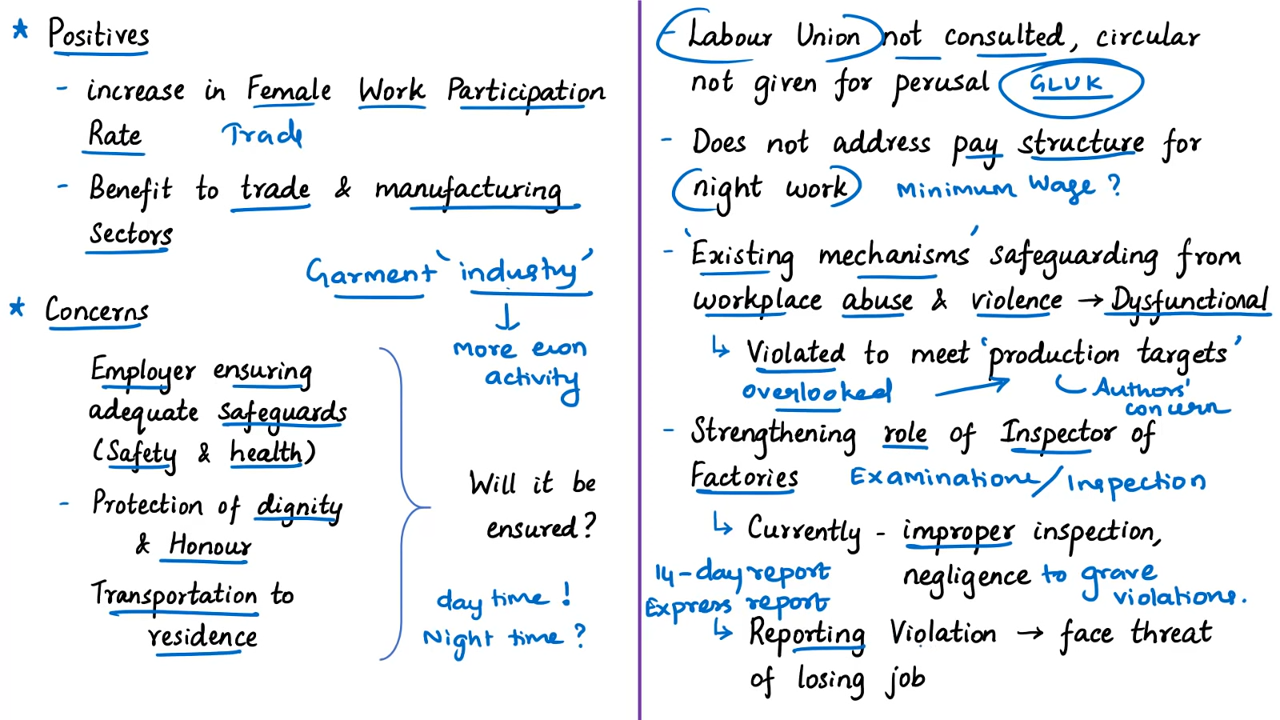 * Positives
- increase in Female Work Participation
Rate Trade
- Benefit to trade & manufacturing
Sectors
Garment 'industry'
↓
More econ
activity
* Concerns
Employer ensuring
adequate safeguards
(Safety & health)
- Protection of dignity
& Honour
Transportation to
residence
Will it be
ensured?
day time !
Night time ?
- Labour Union not consulted, circular
not given for perusal GLUK
- Does not address pay structure for
night work Minimum Wage ?
- 'Existing mechanisms' safeguarding from
workplace abuse & violence → Dysfunctional
↳ Violated to meet 'production targets'
overlooked → Authors'
concern
- Strengthening role of Inspector of
Factories Examinations/Inspection
↳ Currently - improper inspection,
negligence to grave
violations.
14-day report
Express report
↳ Reporting Violation → face threat
of losing job